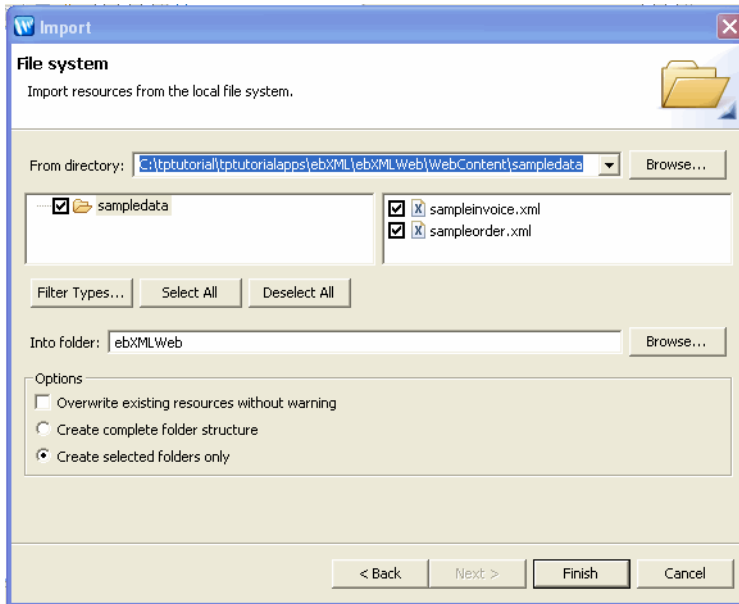 Import
File system
Import resources from the local file system.
From directory: C:\tptutorial\tptutorialapps\ebXML\ebXMLWeb\WebContent\sampledata Browse...
sampledata
sampleinvoice.xml
sampleorder.xml
Filter Types... Select All Deselect All
Into folder: ebXMLWeb Browse...
Options
Overwrite existing resources without warning
Create complete folder structure
Create selected folders only
< Back Next > Finish Cancel